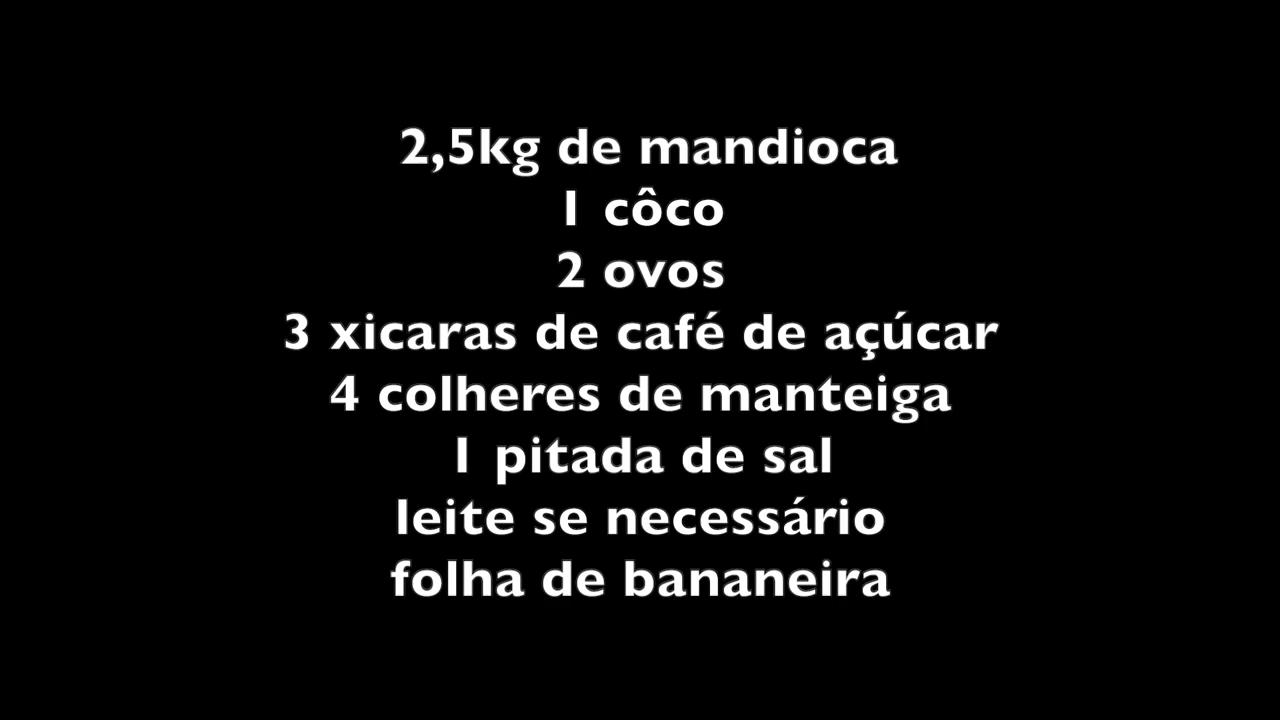 2,5kg de mandioca
1 côco
2 ovos
3 xicaras de café de açúcar
4 colheres de manteiga
1 pitada de sal
leite se necessário
folha de bananeira